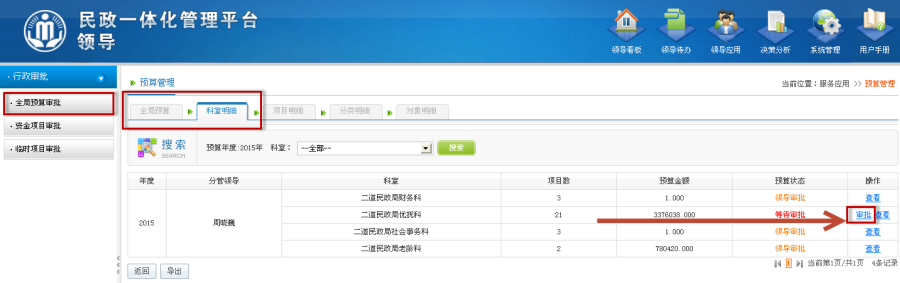 民政一体化管理平台
领导
领导看板 领导待办 领导应用 决策分析 系统管理 用户手册
· 行政审批
· 全局预算审批
· 资金项目审批
· 临时项目审批
预算管理
当前位置：服务应用 >> 预算管理
全局预算 科室明细 项目明细 分类明细 对象明细
搜索
SEARCH
预算年度:2015年 科室： --全部-- 搜索
年度 分管领导 科室 项目数 预算金额 预算状态 操作
二道民政局财务科 3 1.000 领导审批 查看
2015 周晓巍 二道民政局优抚科 21 3376038.000 等待审批 审批 查看
二道民政局社会事务科 3 1.000 领导审批 查看
二道民政局老龄科 2 780420.000 领导审批 查看
1 当前第1页/共1页 4条记录
返回 导出